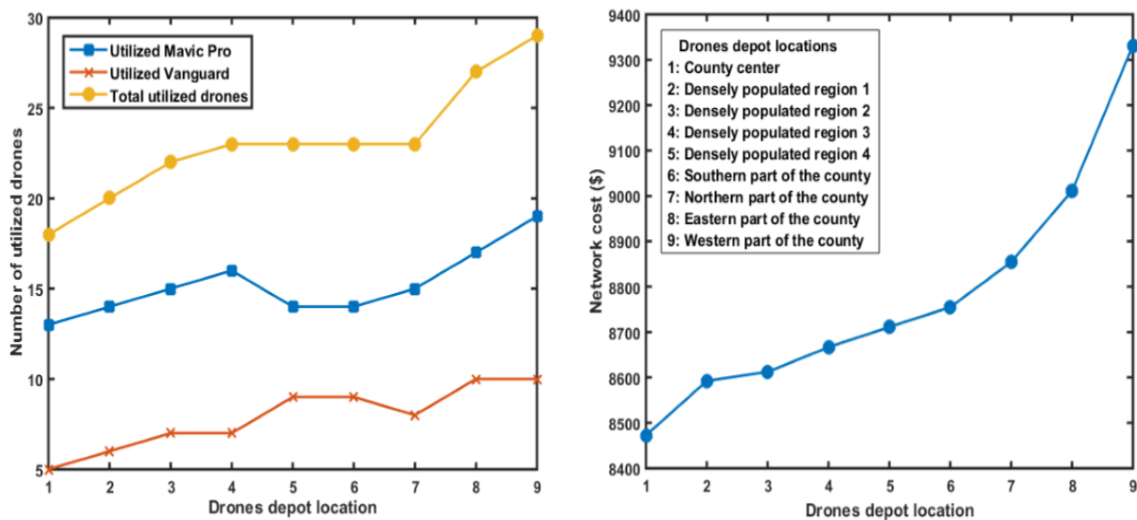 30
25
20
15
10
5
Number of utilized drones
Utilized Mavic Pro
Utilized Vanguard
Total utilized drones
1 2 3 4 5 6 7 8 9
Drones depot location
9400
9300
9200
9100
9000
8900
8800
8700
8600
8500
8400
Network cost ($)
Drones depot locations
1: County center
2: Densely populated region 1
3: Densely populated region 2
4: Densely populated region 3
5: Densely populated region 4
6: Southern part of the county
7: Northern part of the county
8: Eastern part of the county
9: Western part of the county
1 2 3 4 5 6 7 8 9
Drones depot location